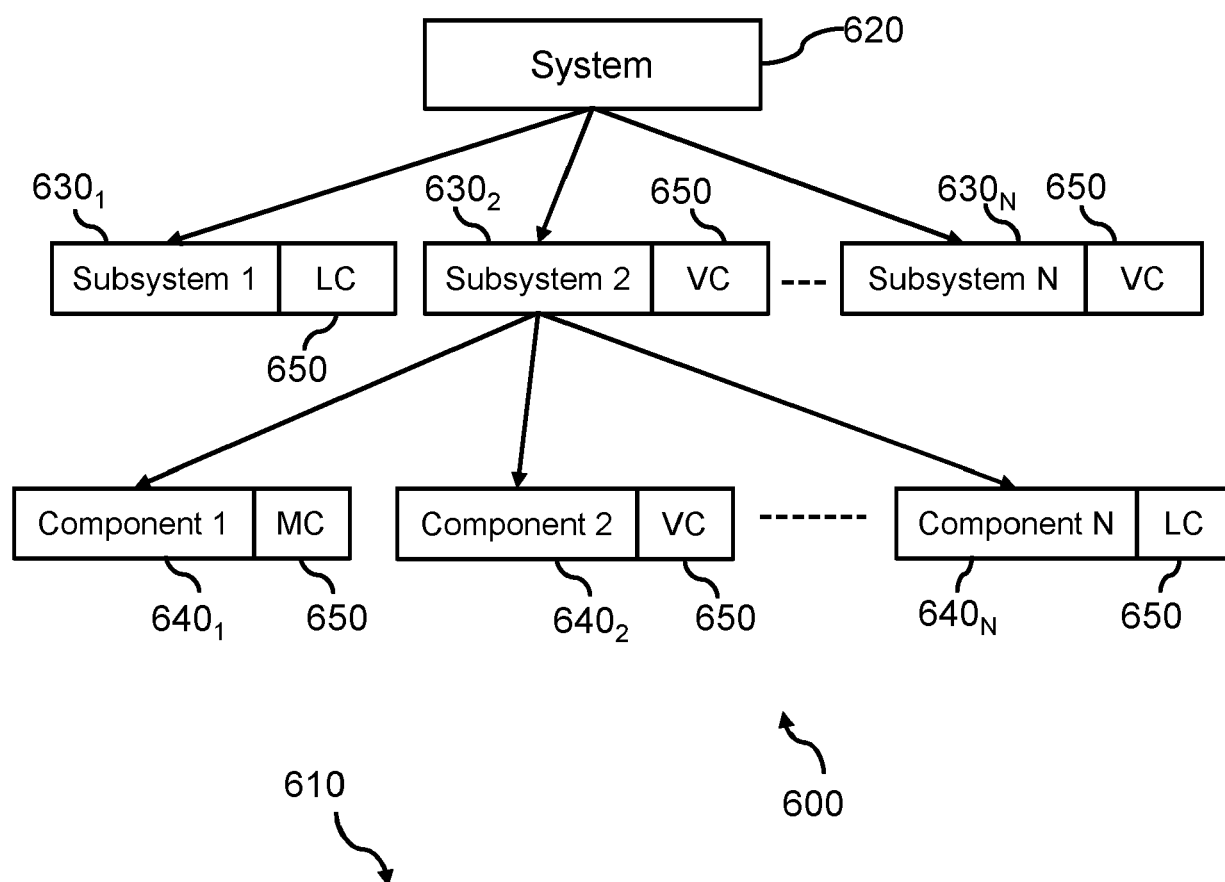 620
System
630₁ 630₂ 650 630N 650
Subsystem 1 LC Subsystem 2 VC Subsystem N VC
650
Component 1 MC Component 2 VC Component N LC
640₁ 650 640₂ 650 640N 650
610 600